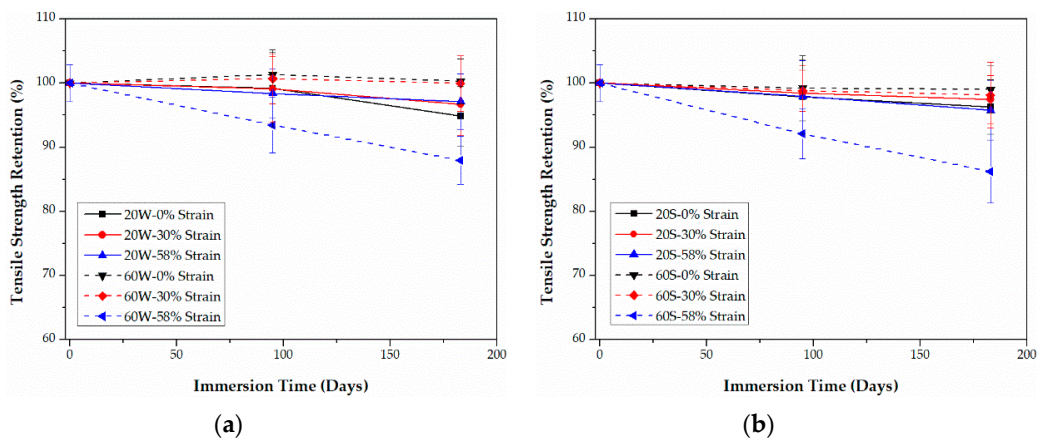 110
100
90
80
70
60
Tensile Strength Retention (%)
20W-0% Strain
20W-30% Strain
20W-58% Strain
60W-0% Strain
60W-30% Strain
60W-58% Strain
0
50
100
150
200
Immersion Time (Days)
(a)
110
100
90
80
70
60
Tensile Strength Retention (%)
20S-0% Strain
20S-30% Strain
20S-58% Strain
60S-0% Strain
60S-30% Strain
60S-58% Strain
0
50
100
150
200
Immersion Time (Days)
(b)